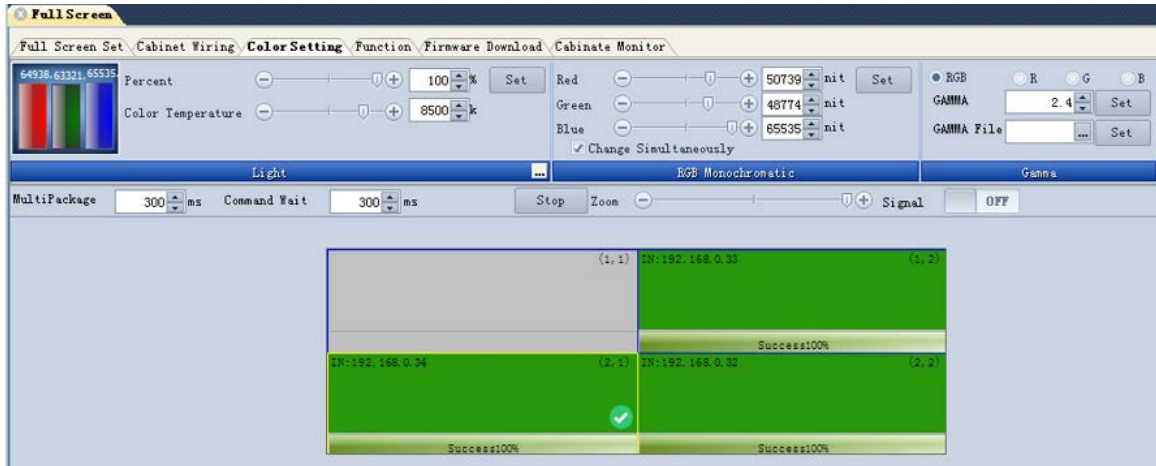 Full Screen
Full Screen Set Cabinet Wiring Color Setting Function Firmware Download Cabinate Monitor
64938. 63321. 65535. Percent 100 % Set Red 50739 nit Set RGB R G B
Color Temperature 8500 k Green 48774 nit GAMMA 2.4 Set
Blue 65535 nit GAMMA File ... Set
Change Simultaneously
Light ... RGB Monochromatic Gamma
MultiPackage 300 ms Command Wait 300 ms Stop Zoom Signal OFF
(1, 1) IN:192.168.0.33 (1, 2)
Success100%
IN:192.168.0.34 (2, 1) IN:192.168.0.32 (2, 2)
Success100% Success100%